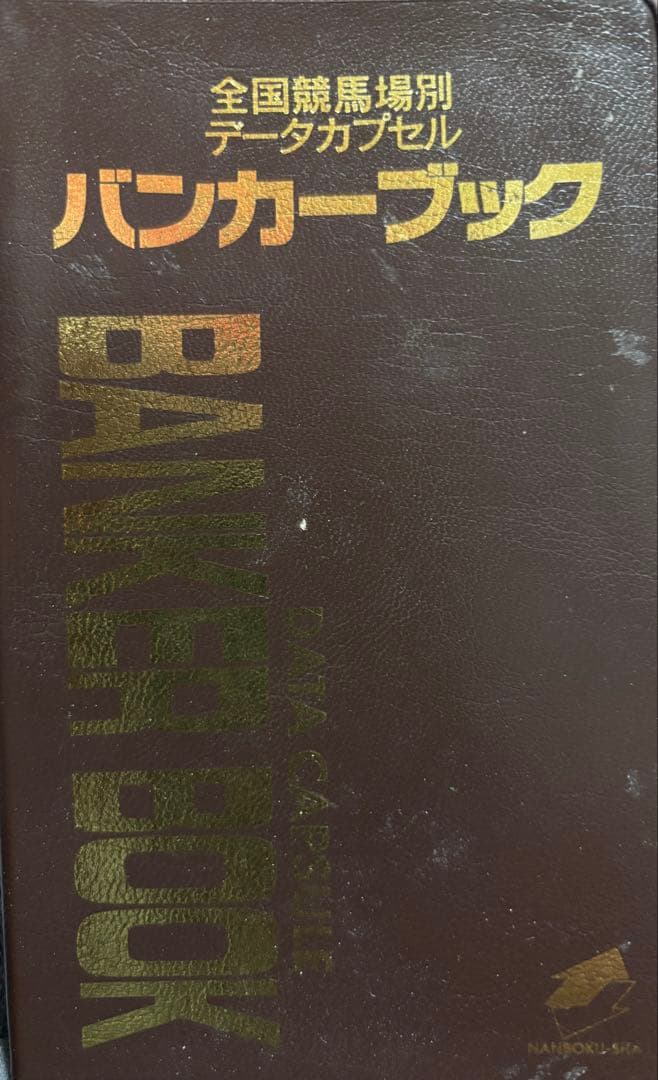 全国競馬場別
データカプセル
バンカーブック
BANKER BOOK
DATA CAPSULE
NANBOKU-SHA